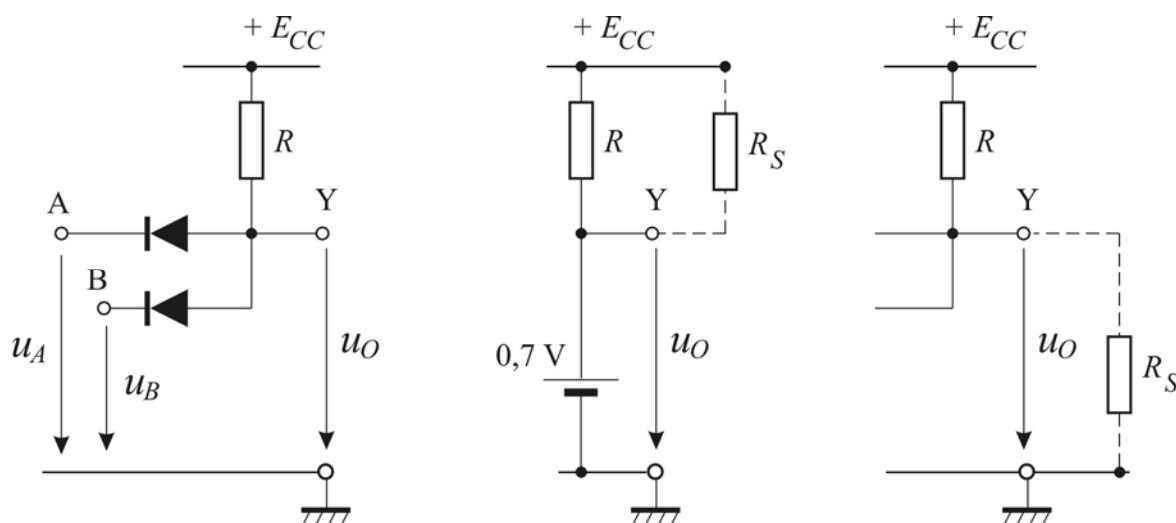 + E_CC
R
A
Y
B
u_A
u_B
u_O
+ E_CC
R
R_S
Y
0,7 V
u_O
+ E_CC
R
Y
u_O
R_S